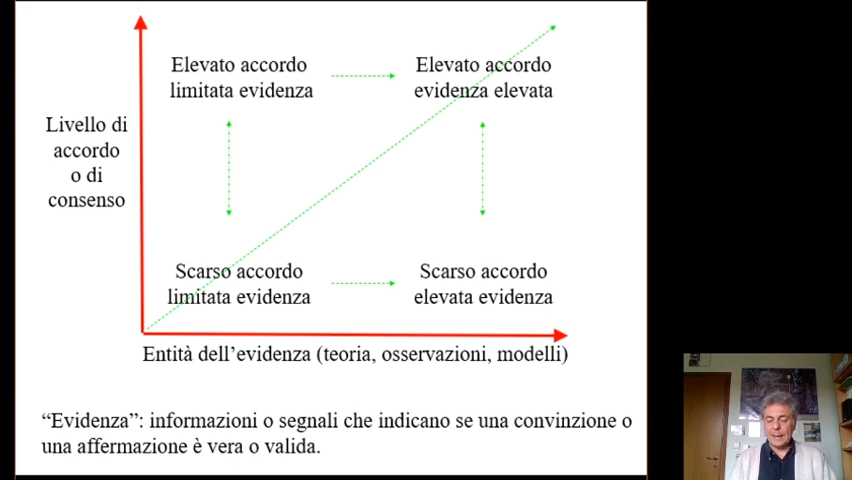 Elevato accordo
limitata evidenza
Elevato accordo
evidenza elevata
Livello di
accordo
o di
consenso
Scarso accordo
limitata evidenza
Scarso accordo
elevata evidenza
Entità dell’evidenza (teoria, osservazioni, modelli)
“Evidenza”: informazioni o segnali che indicano se una convinzione o
una affermazione è vera o valida.